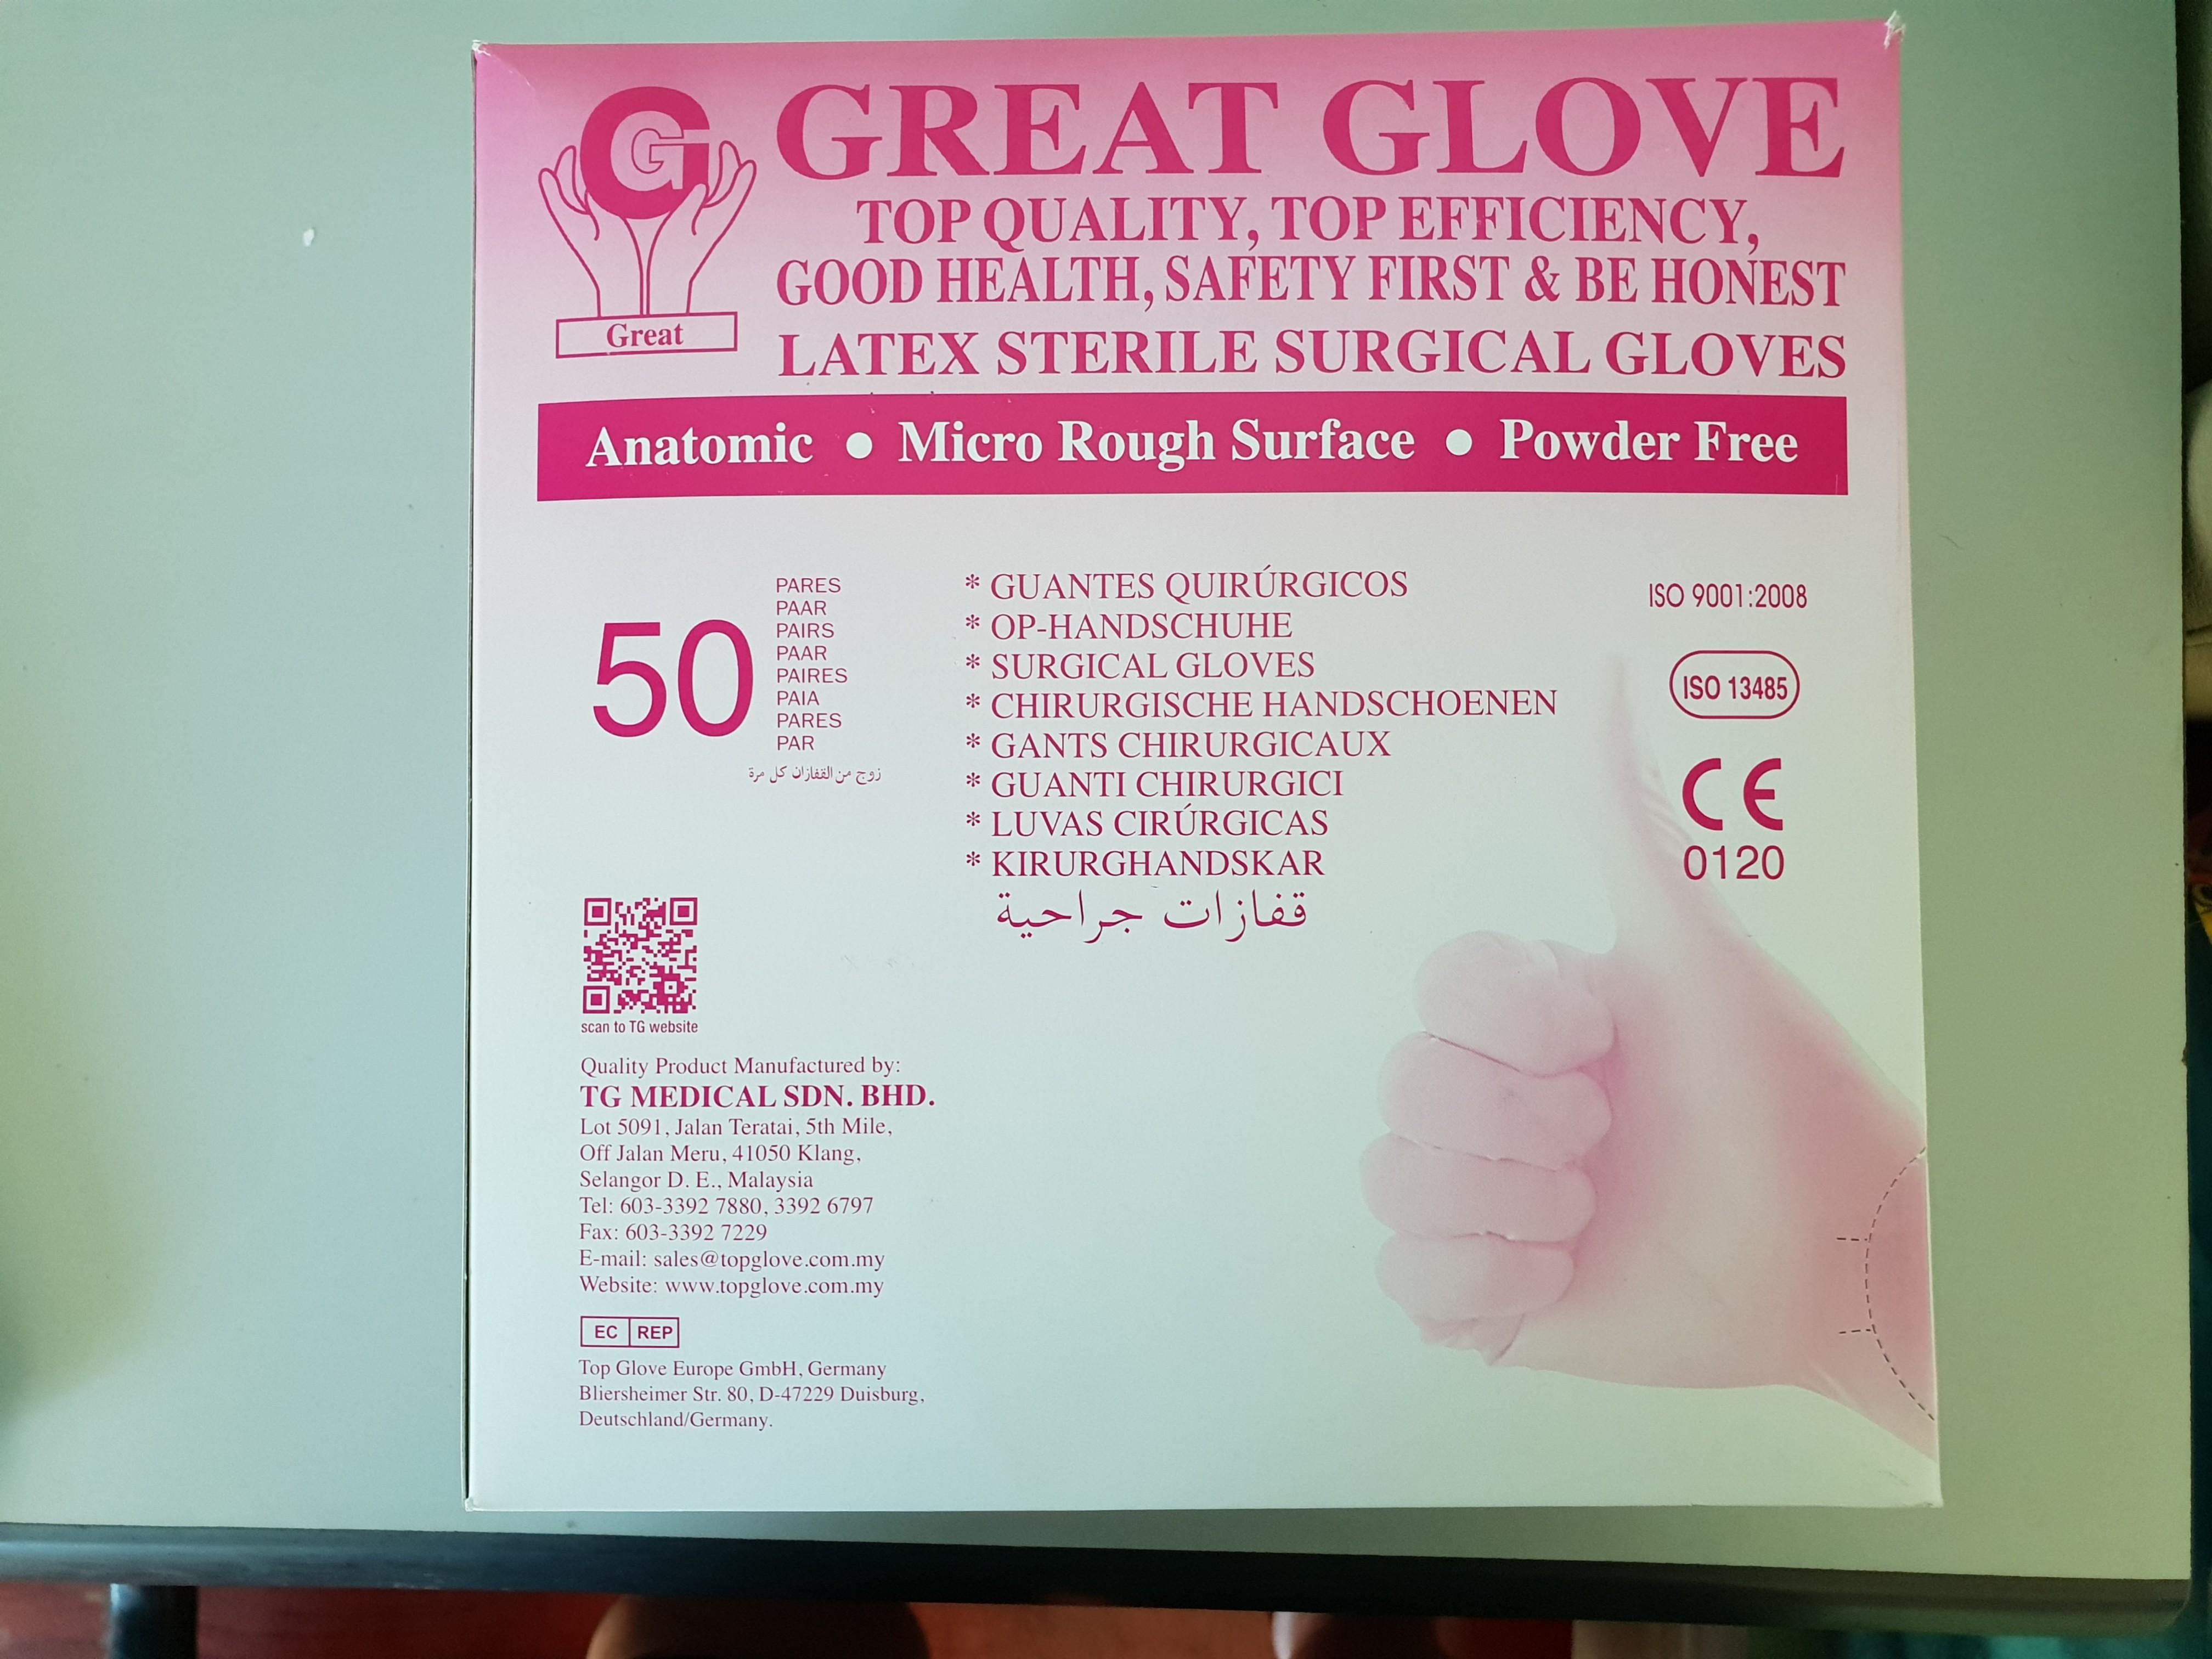 G
GREAT GLOVE
TOP QUALITY, TOP EFFICIENCY,
GOOD HEALTH, SAFETY FIRST & BE HONEST
Great
LATEX STERILE SURGICAL GLOVES
Anatomic • Micro Rough Surface • Powder Free
50
PARES
PAAR
PAIRS
PAAR
PAIRES
PAIA
PARES
PAR
زوج من القفازان كل مرة
* GUANTES QUIRÚRGICOS
* OP-HANDSCHUHE
* SURGICAL GLOVES
* CHIRURGISCHE HANDSCHOENEN
* GANTS CHIRURGICAUX
* GUANTI CHIRURGICI
* LUVAS CIRÚRGICAS
* KIRURGHANDSKAR
قفازات جراحية
ISO 9001:2008
ISO 13485
CE
0120
scan to TG website
Quality Product Manufactured by:
TG MEDICAL SDN. BHD.
Lot 5091, Jalan Teratai, 5th Mile,
Off Jalan Meru, 41050 Klang,
Selangor D. E., Malaysia
Tel: 603-3392 7880, 3392 6797
Fax: 603-3392 7229
E-mail: sales@topglove.com.my
Website: www.topglove.com.my
EC REP
Top Glove Europe GmbH, Germany
Bliersheimer Str. 80, D-47229 Duisburg,
Deutschland/Germany.